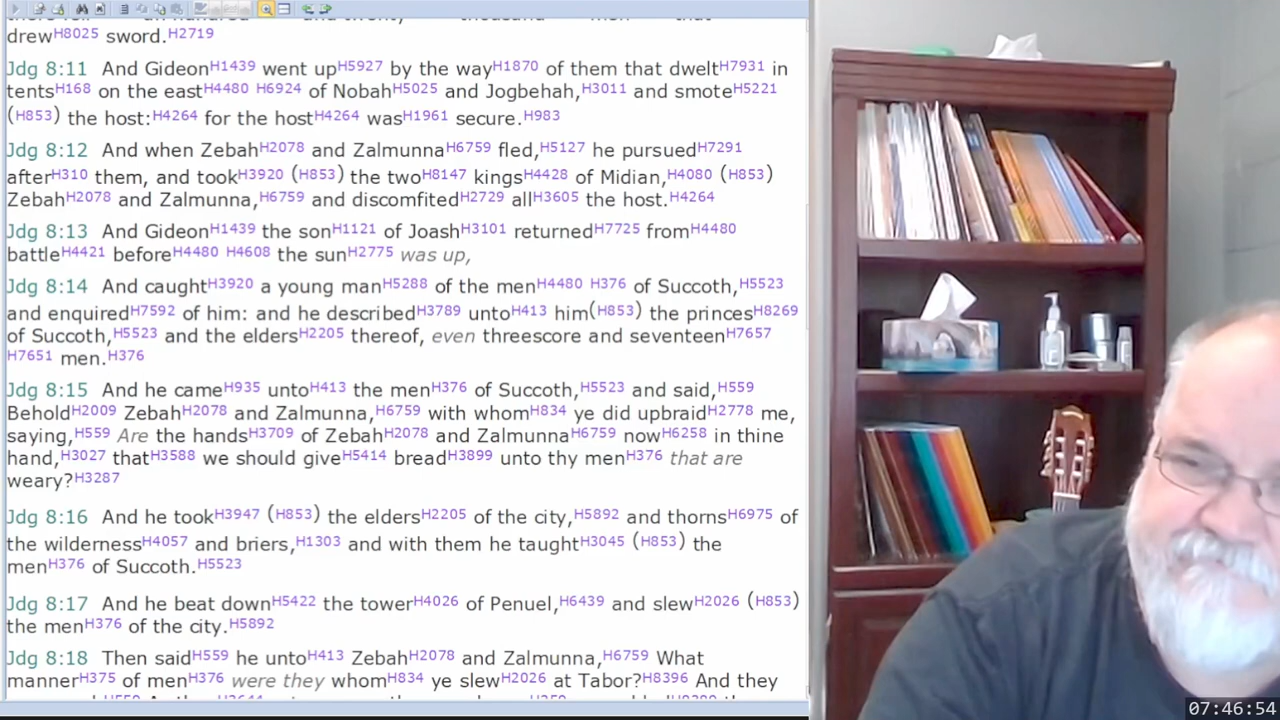 drewH8025 sword.H2719
Jdg 8:11 And GideonH1439 went upH5927 by the wayH1870 of them that dweltH7931 in
tentsH168 on the eastH4480 H6924 of NobahH5025 and Jogbehah,H3011 and smoteH5221
(H853) the host:H4264 for the hostH4264 wasH1961 secure.H983
Jdg 8:12 And when ZebahH2078 and ZalmunnaH6759 fled,H5127 he pursuedH7291
afterH310 them, and tookH3920 (H853) the twoH8147 kingsH4428 of Midian,H4080 (H853)
ZebahH2078 and Zalmunna,H6759 and discomfitedH2729 allH3605 the host.H4264
Jdg 8:13 And GideonH1439 the sonH1121 of JoashH3101 returnedH7725 fromH4480
battleH4421 beforeH4480 H4608 the sunH2775 was up,
Jdg 8:14 And caughtH3920 a young manH5288 of the menH4480 H376 of Succoth,H5523
and enquiredH7592 of him: and he describedH3789 untoH413 him(H853) the princesH8269
of Succoth,H5523 and the eldersH2205 thereof, even threescore and seventeenH7657
H7651 men.H376
Jdg 8:15 And he cameH935 untoH413 the menH376 of Succoth,H5523 and said,H559
BeholdH2009 ZebahH2078 and Zalmunna,H6759 with whomH834 ye did upbraidH2778 me,
saying,H559 Are the handsH3709 of ZebahH2078 and ZalmunnaH6759 nowH6258 in thine
hand,H3027 thatH3588 we should giveH5414 breadH3899 unto thy menH376 that are
weary?H3287
Jdg 8:16 And he tookH3947 (H853) the eldersH2205 of the city,H5892 and thornsH6975 of
the wildernessH4057 and briers,H1303 and with them he taughtH3045 (H853) the
menH376 of Succoth.H5523
Jdg 8:17 And he beat downH5422 the towerH4026 of Penuel,H6439 and slewH2026 (H853)
the menH376 of the city.H5892
Jdg 8:18 Then saidH559 he untoH413 ZebahH2078 and Zalmunna,H6759 What
mannerH375 of menH376 were they whomH834 ye slewH2026 at Tabor?H8396 And they
07:46:54